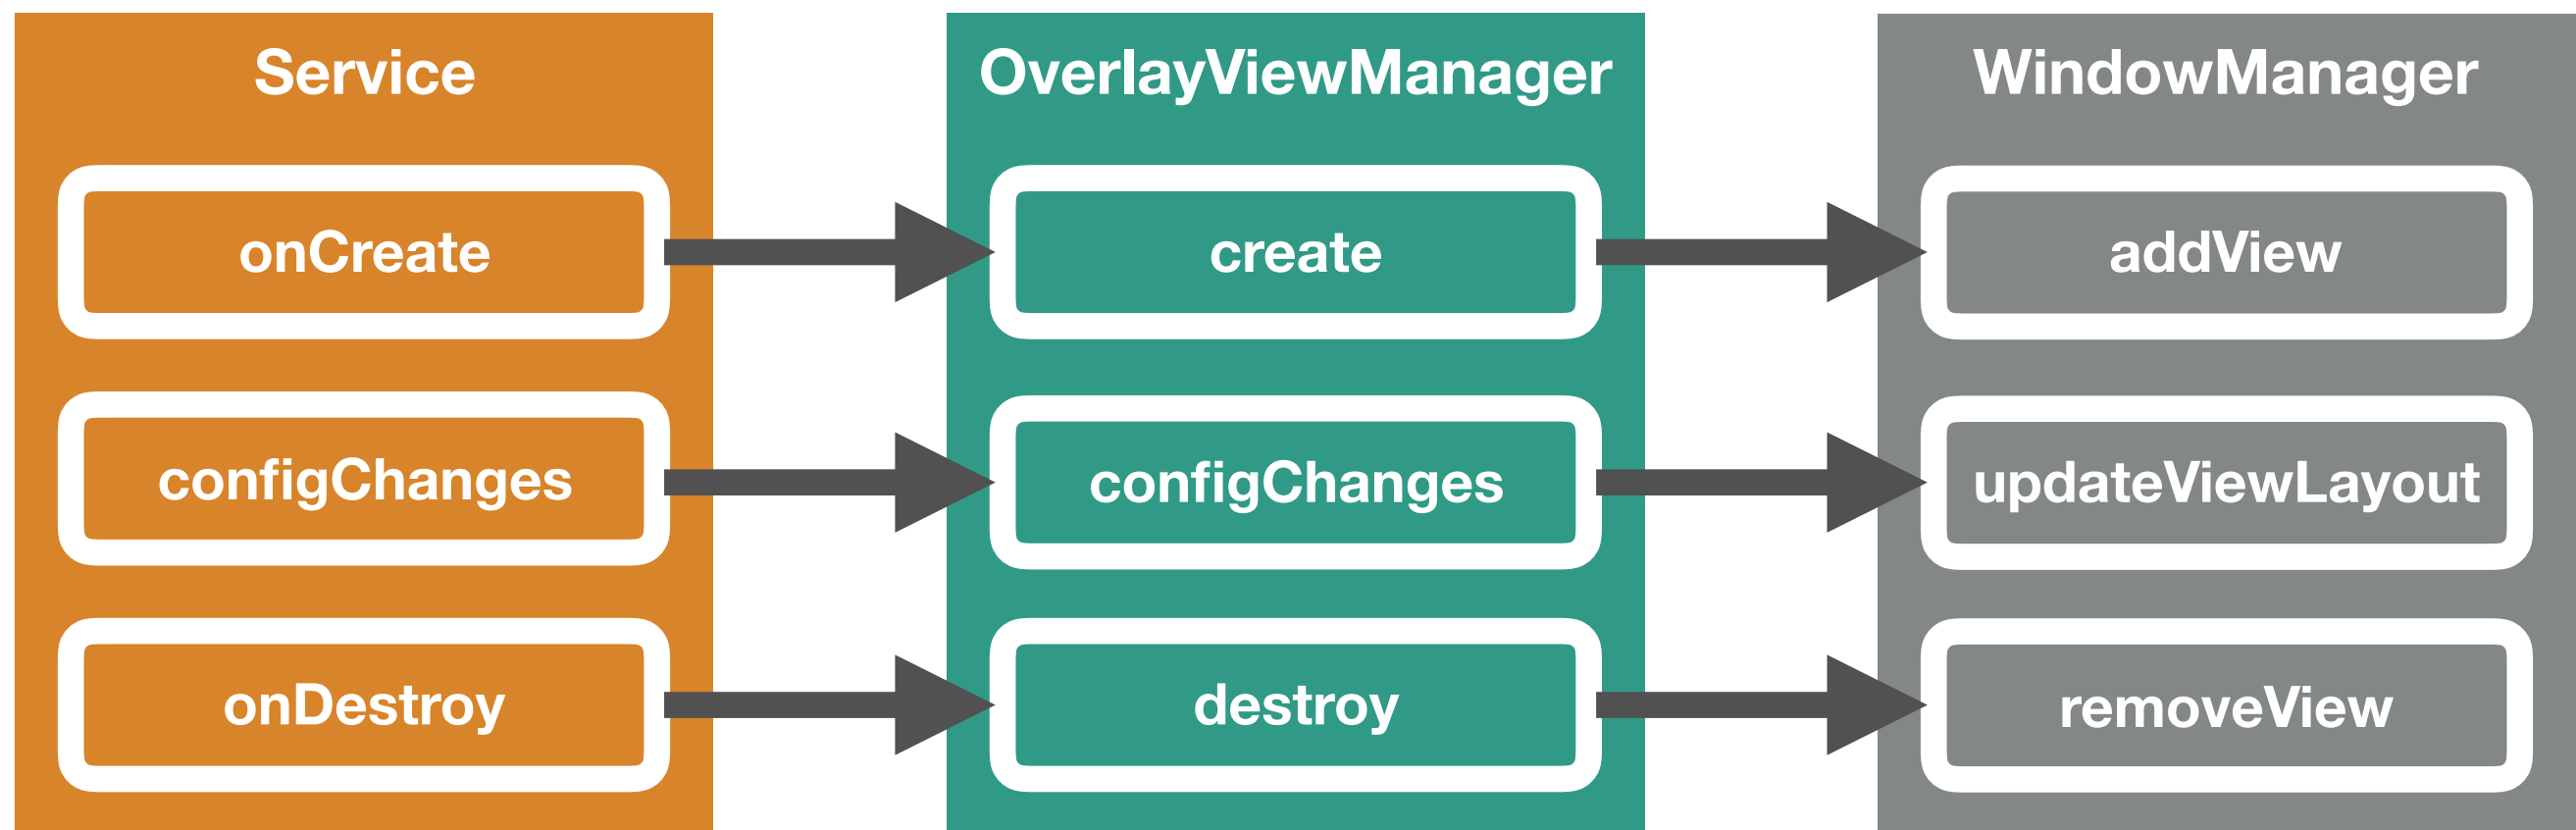 Service
onCreate
configChanges
onDestroy
OverlayViewManager
create
configChanges
destroy
WindowManager
addView
updateViewLayout
removeView